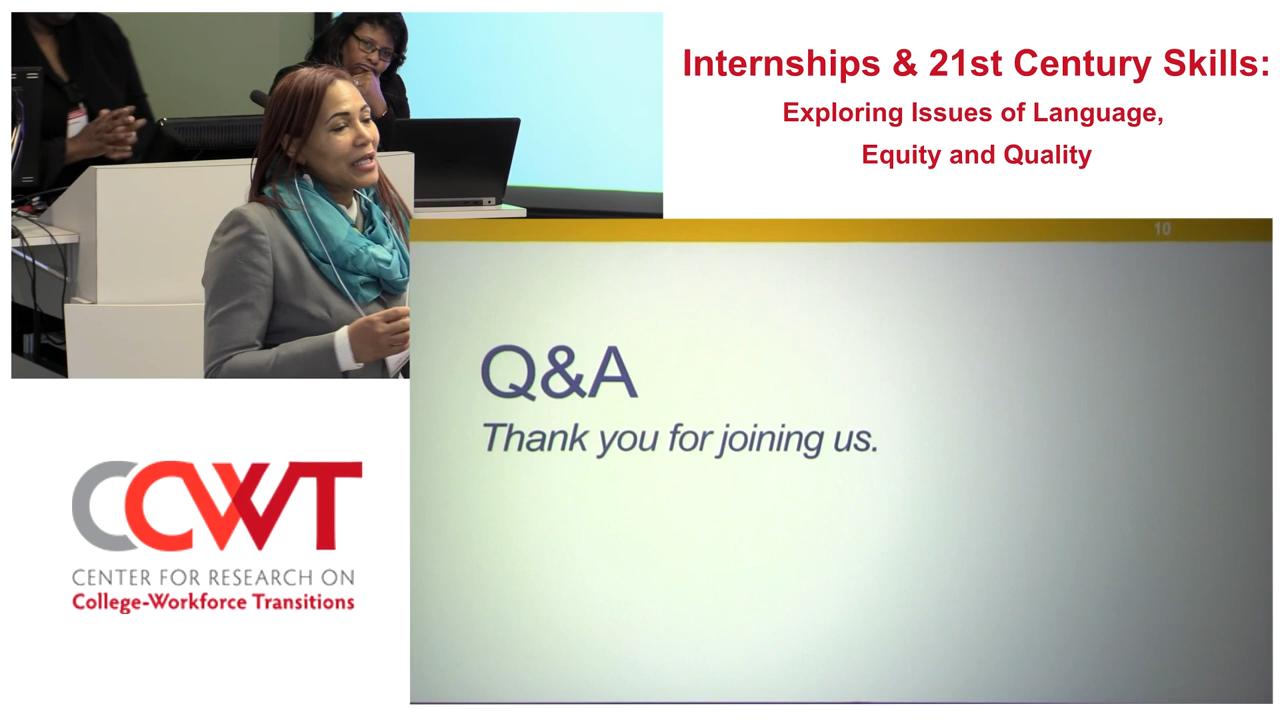 Internships & 21st Century Skills:
Exploring Issues of Language,
Equity and Quality
10
Q&A
Thank you for joining us.
CCWT
CENTER FOR RESEARCH ON
College-Workforce Transitions